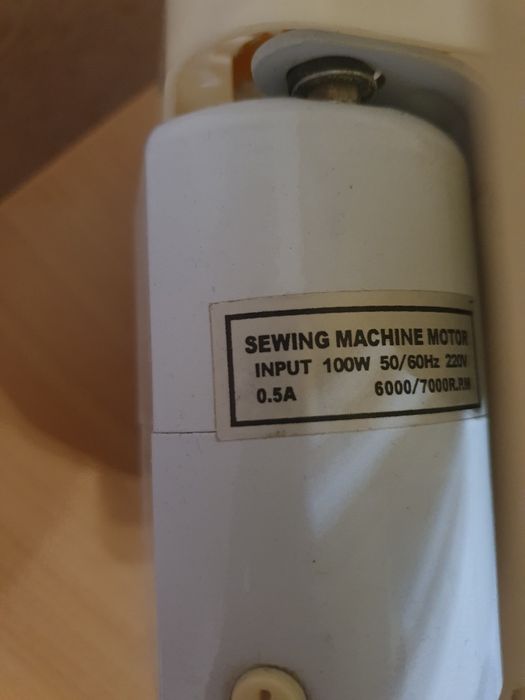 SEWING MACHINE MOTOR
INPUT 100W 50/60Hz 220V
0.5A 6000/7000R.P.M